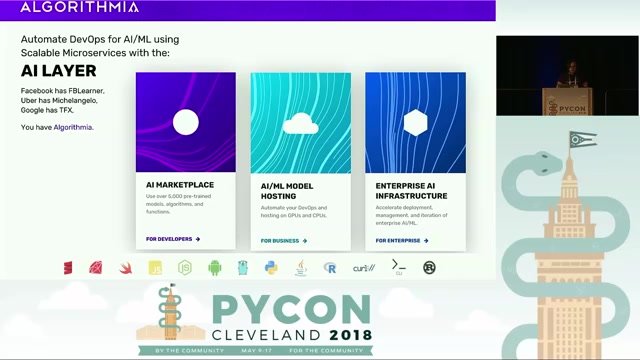 ALGORITHMIA
Automate DevOps for AI/ML using
Scalable Microservices with the:
AI LAYER
Facebook has FBLearner,
Uber has Michelangelo,
Google has TFX.
You have Algorithmia.
AI MARKETPLACE
Use over 5,000 pre-trained
models, algorithms, and
functions.
FOR DEVELOPERS →
AI/ML MODEL
HOSTING
Automate your DevOps and
hosting on GPUs and CPUs.
FOR BUSINESS →
ENTERPRISE AI
INFRASTRUCTURE
Accelerate deployment,
management, and iteration of
enterprise AI/ML.
FOR ENTERPRISE →
JS
Java
R
curl://
CLI
PYCON
CLEVELAND 2018
BY THE COMMUNITY MAY 9-17 FOR THE COMMUNITY
PYCON